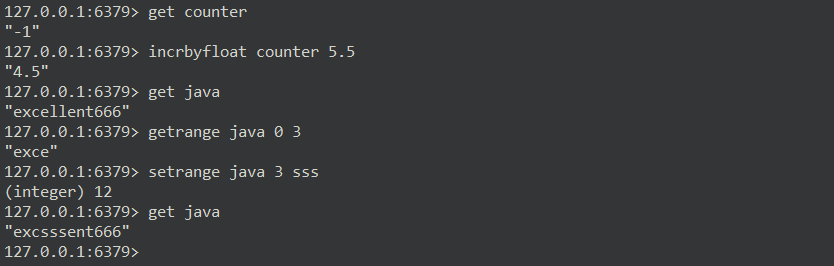 127.0.0.1:6379> get counter
"-1"
127.0.0.1:6379> incrbyfloat counter 5.5
"4.5"
127.0.0.1:6379> get java
"excellent666"
127.0.0.1:6379> getrange java 0 3
"exce"
127.0.0.1:6379> setrange java 3 sss
(integer) 12
127.0.0.1:6379> get java
"excsssent666"
127.0.0.1:6379>